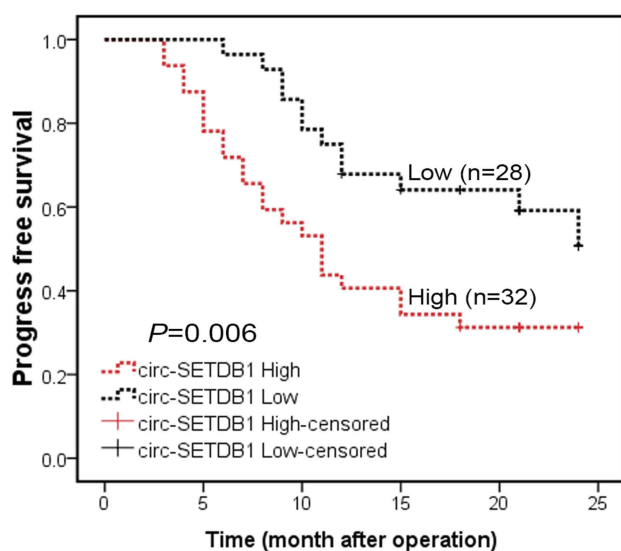 1.0
0.8
0.6
0.4
0.2
0.0
Progress free survival
Low (n=28)
High (n=32)
P=0.006
circ-SETDB1 High
circ-SETDB1 Low
circ-SETDB1 High-censored
circ-SETDB1 Low-censored
0 5 10 15 20 25
Time (month after operation)